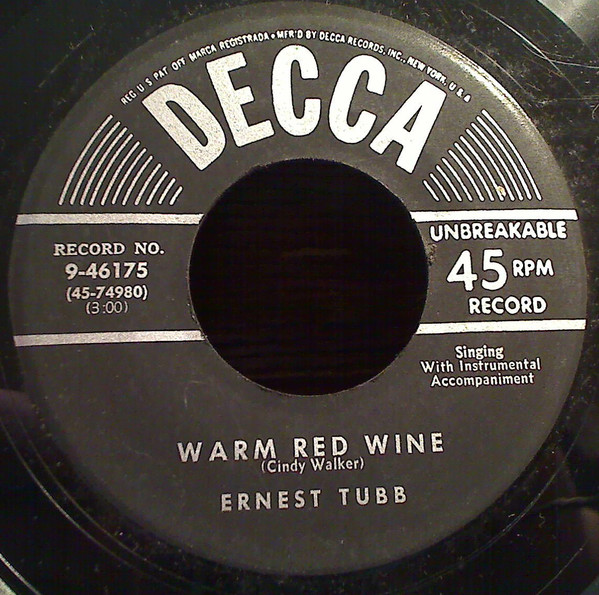 REG. U S PAT. OFF. MARCA REGISTRADA • MFR'D BY DECCA RECORDS, INC., NEW YORK, U S A
DECCA
RECORD NO.
9-46175
(45-74980)
(3:00)
UNBREAKABLE
45 RPM
RECORD
Singing
With Instrumental
Accompaniment
WARM RED WINE
(Cindy Walker)
ERNEST TUBB